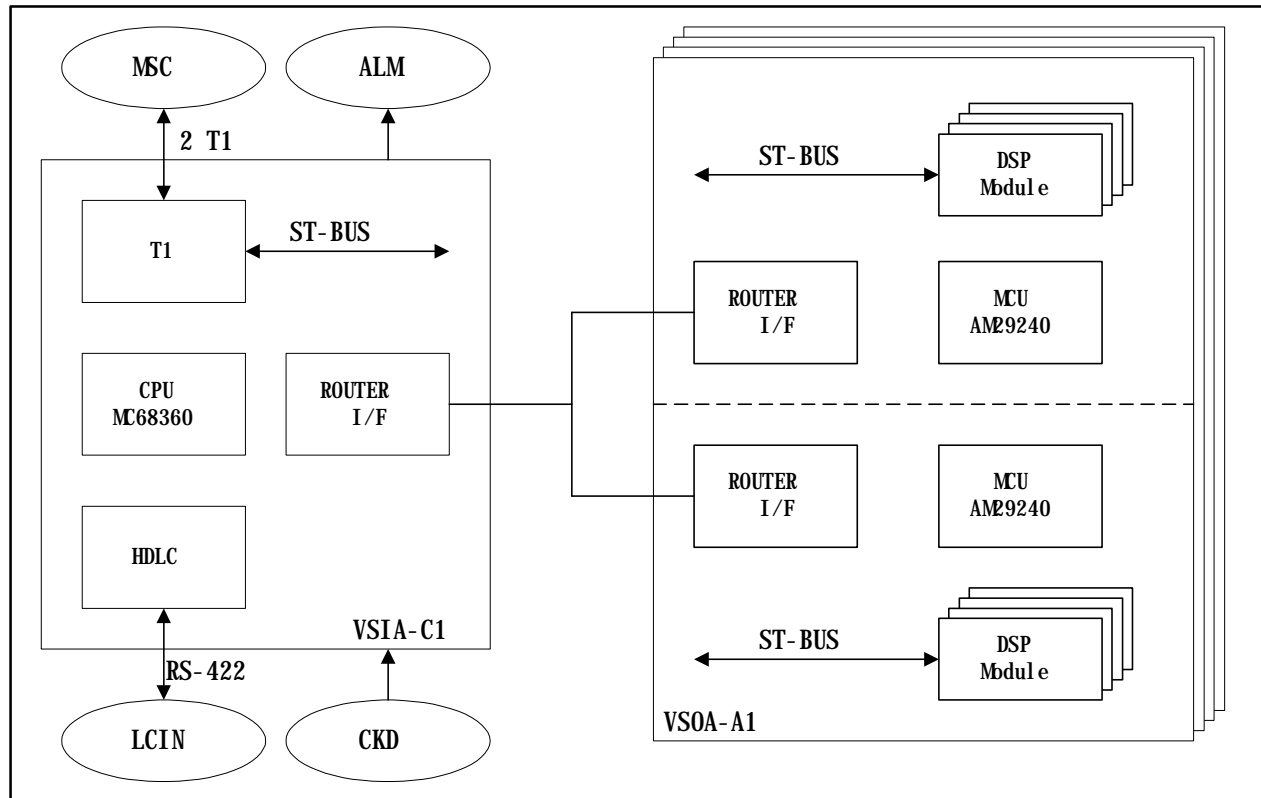 MSC
ALM
2 T1
T1
ST-BUS
CPU
MC68360
ROUTER
I/F
HDLC
VSIA-C1
RS-422
LCIN
CKD
ST-BUS
DSP
Module
ROUTER
I/F
MCU
AM29240
ROUTER
I/F
MCU
AM29240
ST-BUS
DSP
Module
VSOA-A1